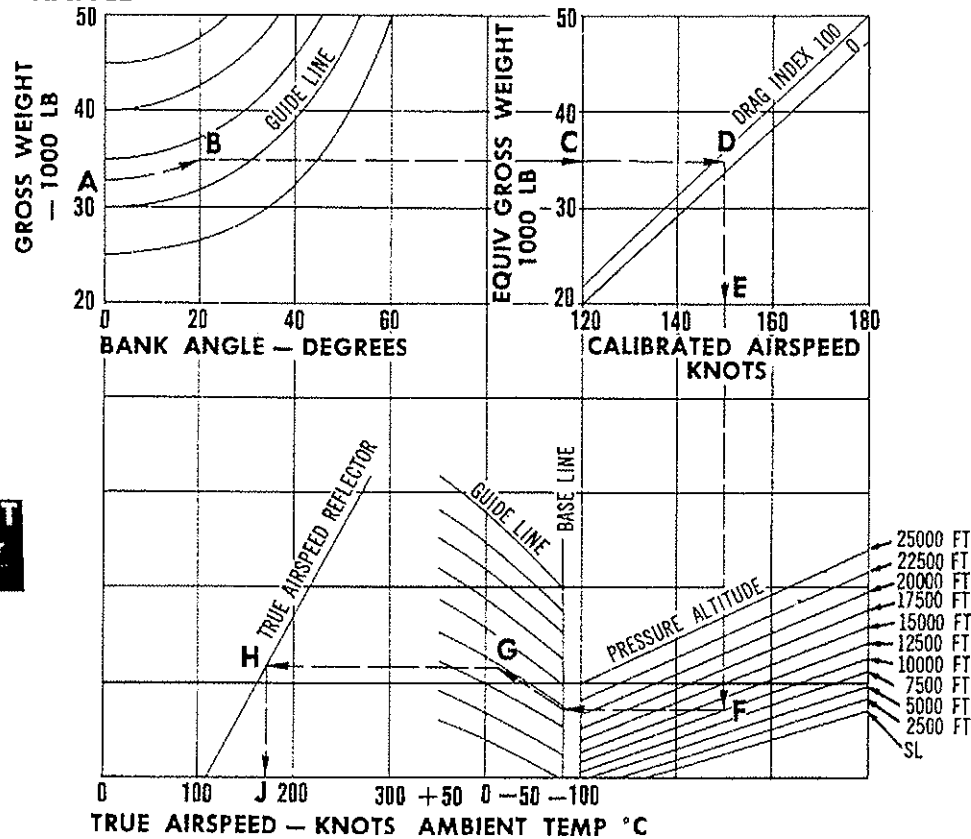 50
40
30
20
GROSS WEIGHT
— 1000 LB
A
B
GUIDE LINE
0 20 40 60
BANK ANGLE — DEGREES
50
40
30
20
EQUIV GROSS WEIGHT
1000 LB
C
D
E
DRAG INDEX 100
0
120 140 160 180
CALIBRATED AIRSPEED
KNOTS
T
TRUE AIRSPEED REFLECTOR
GUIDE LINE
BASE LINE
PRESSURE ALTITUDE
H
G
F
25000 FT
22500 FT
20000 FT
17500 FT
15000 FT
12500 FT
10000 FT
7500 FT
5000 FT
2500 FT
SL
0 100 J 200 300 +50 0 -50 -100
TRUE AIRSPEED — KNOTS AMBIENT TEMP °C